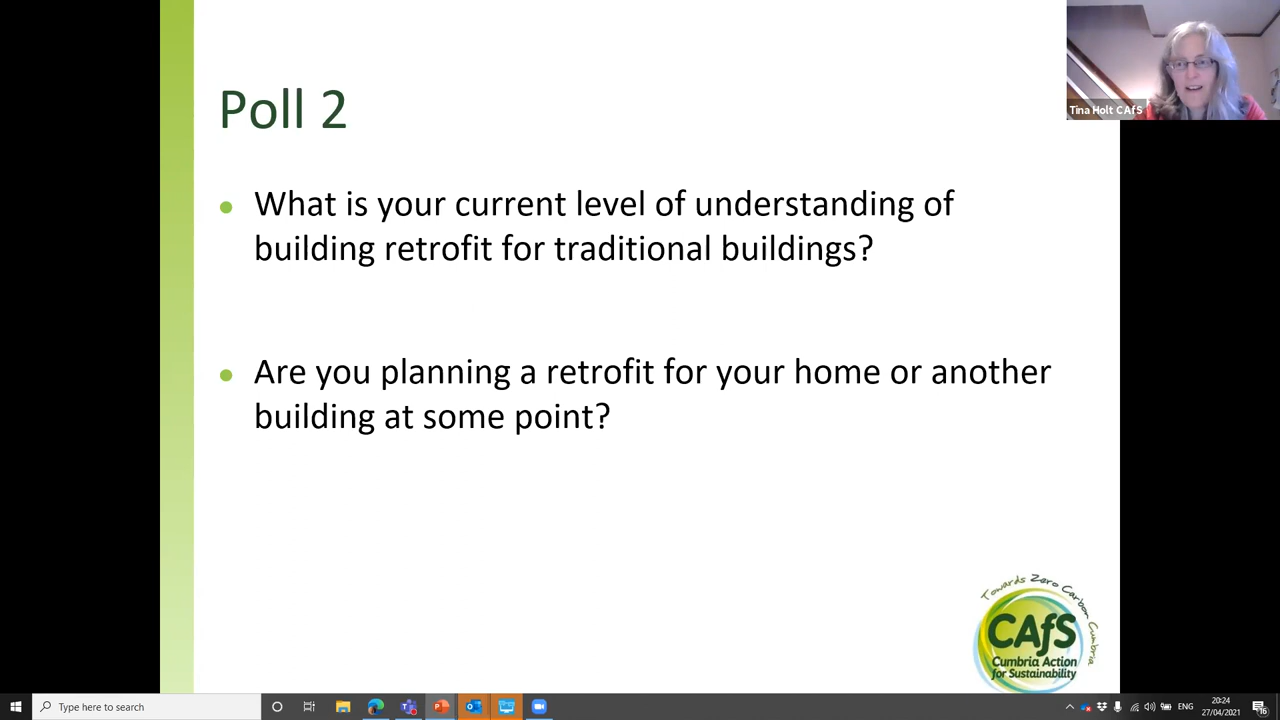 Poll 2
Tina Holt CAfS
What is your current level of understanding of
building retrofit for traditional buildings?
Are you planning a retrofit for your home or another
building at some point?
Towards Zero Carbon Cumbria
CAfS
Cumbria Action
for Sustainability
Type here to search
ENG
20:24
27/04/2021
16